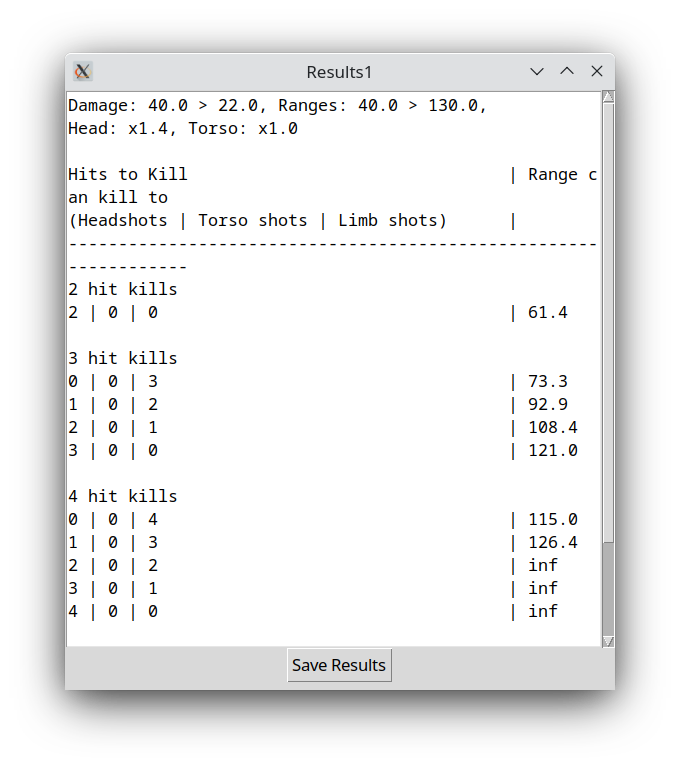 Results1
Damage: 40.0 > 22.0, Ranges: 40.0 > 130.0,
Head: x1.4, Torso: x1.0
Hits to Kill | Range c
an kill to
(Headshots | Torso shots | Limb shots) |
-----------------------------------------------------
------------
2 hit kills
2 | 0 | 0 | 61.4
3 hit kills
0 | 0 | 3 | 73.3
1 | 0 | 2 | 92.9
2 | 0 | 1 | 108.4
3 | 0 | 0 | 121.0
4 hit kills
0 | 0 | 4 | 115.0
1 | 0 | 3 | 126.4
2 | 0 | 2 | inf
3 | 0 | 1 | inf
4 | 0 | 0 | inf
Save Results